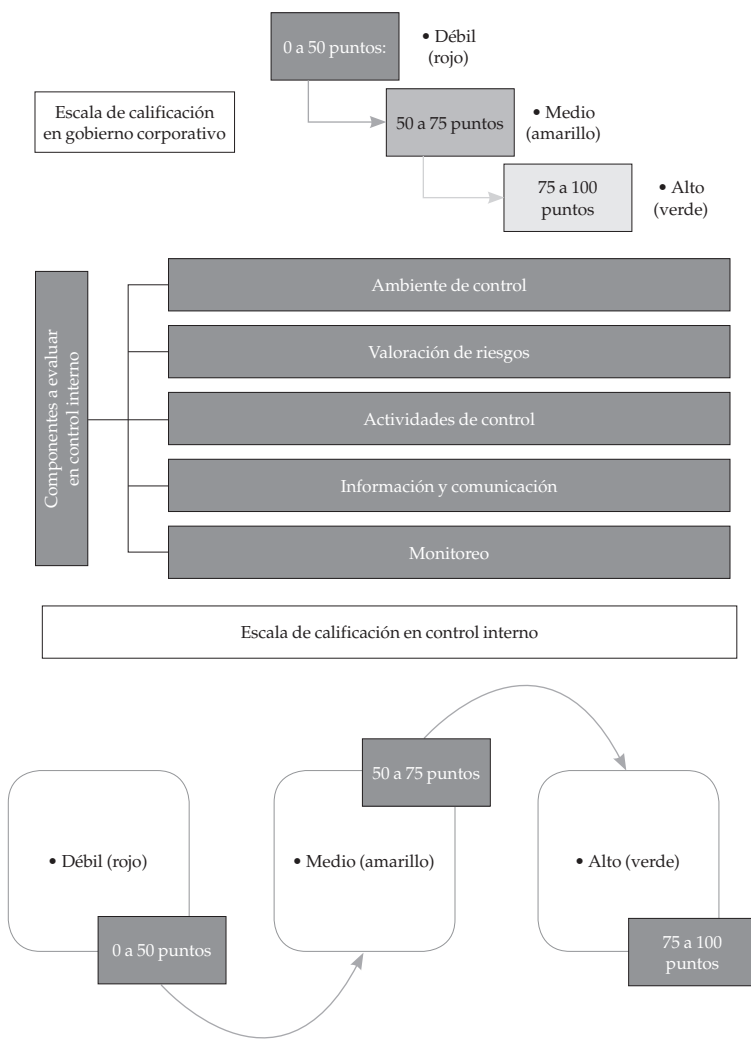 0 a 50 puntos:
• Débil
(rojo)
Escala de calificación
en gobierno corporativo
50 a 75 puntos
• Medio
(amarillo)
75 a 100
puntos
• Alto
(verde)
Componentes a evaluar
en control interno
Ambiente de control
Valoración de riesgos
Actividades de control
Información y comunicación
Monitoreo
Escala de calificación en control interno
50 a 75 puntos
• Débil (rojo)
• Medio (amarillo)
• Alto (verde)
0 a 50 puntos
75 a 100
puntos